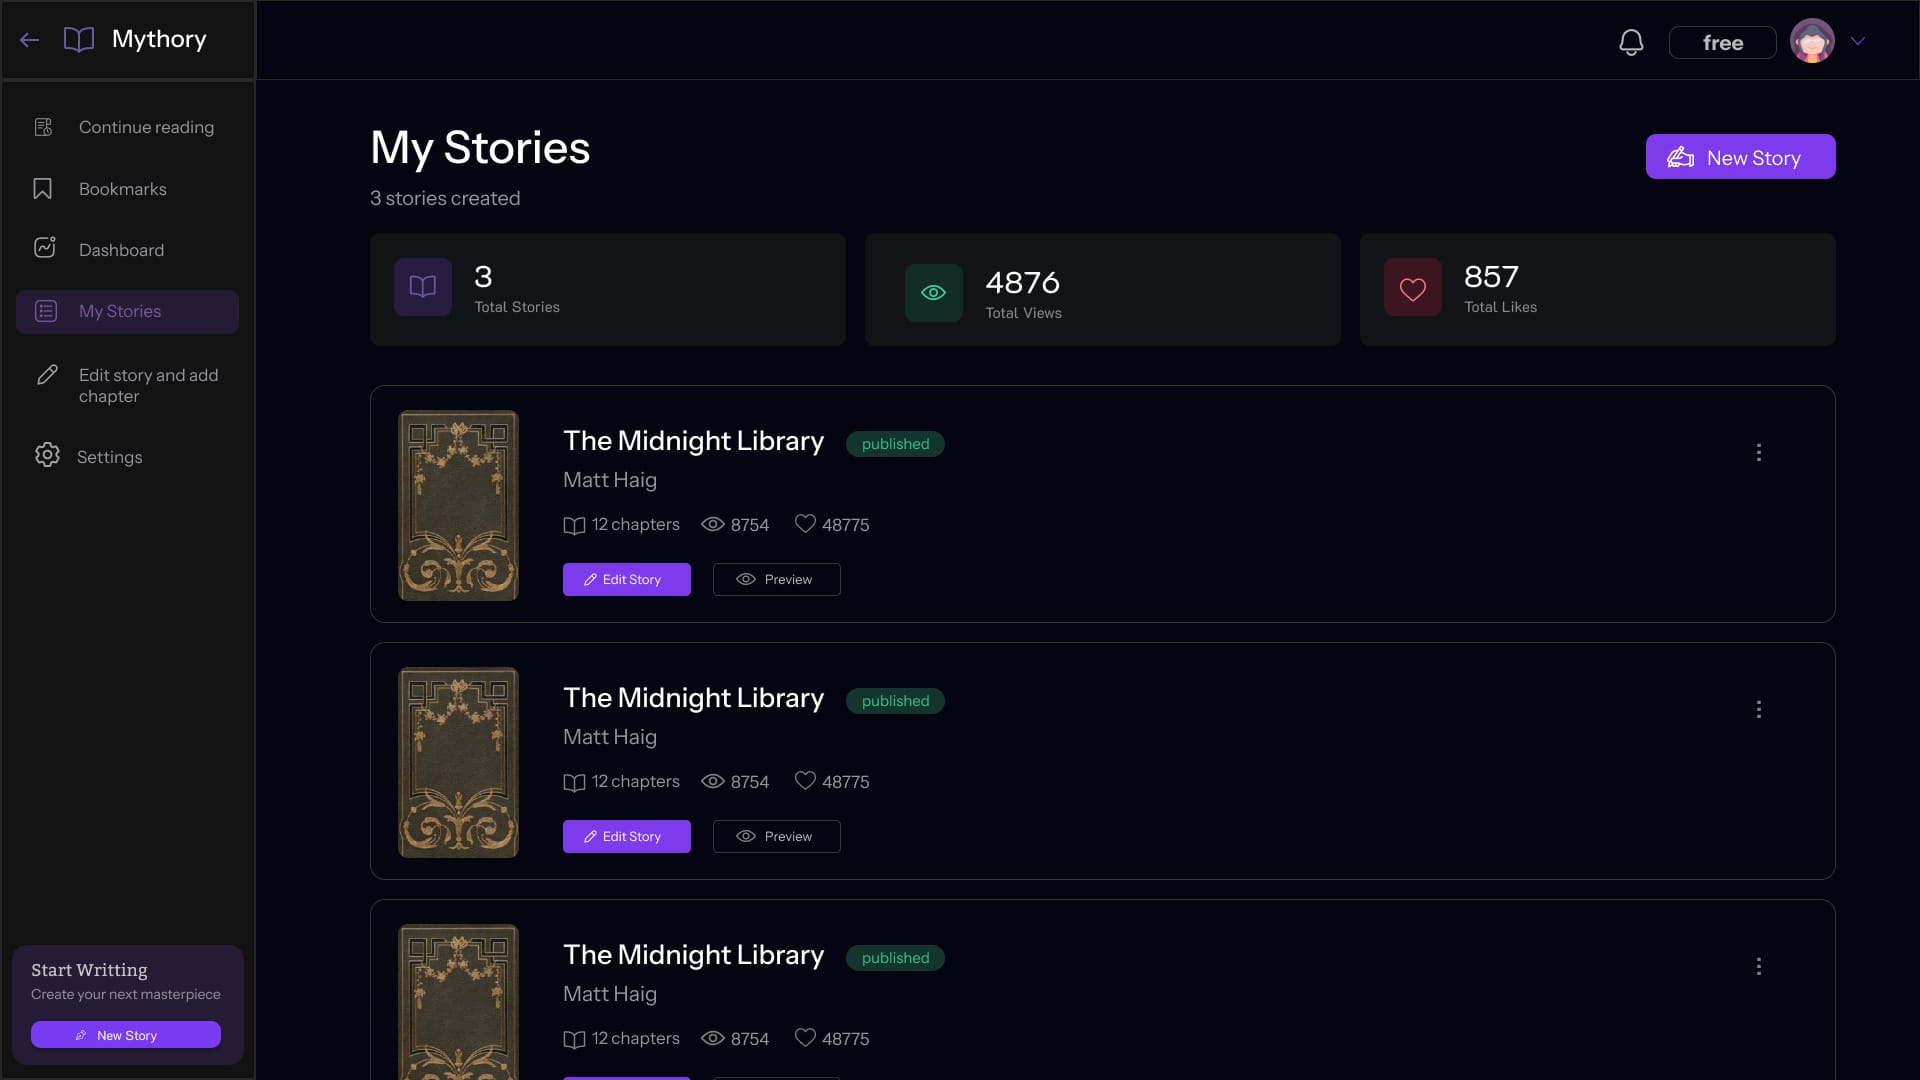 Mythory
free
Continue reading
Bookmarks
Dashboard
My Stories
Edit story and add
chapter
Settings
Start Writting
Create your next masterpiece
New Story
My Stories
3 stories created
New Story
3
Total Stories
4876
Total Views
857
Total Likes
The Midnight Library published
Matt Haig
12 chapters 8754 48775
Edit Story Preview
The Midnight Library published
Matt Haig
12 chapters 8754 48775
Edit Story Preview
The Midnight Library published
Matt Haig
12 chapters 8754 48775